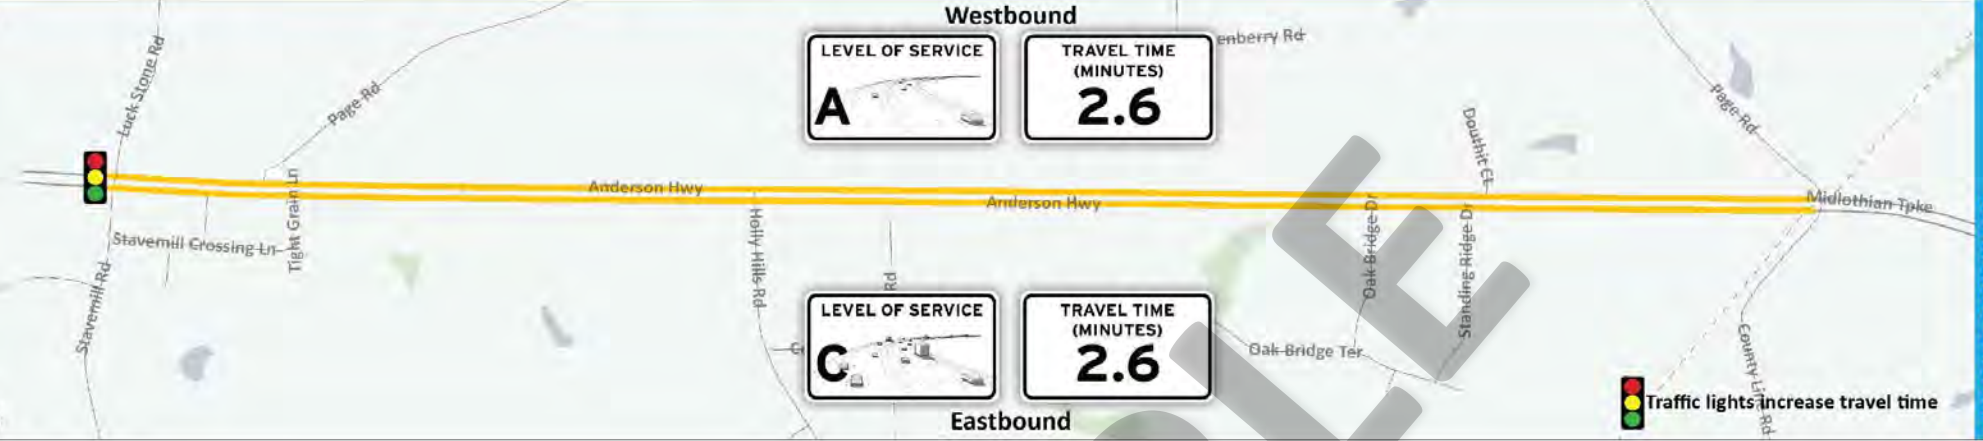 Westbound
LEVEL OF SERVICE
A
TRAVEL TIME
(MINUTES)
2.6
enberry Rd
Luck Stone Rd
Page Rd
Douthit Ct
Page Rd
Anderson Hwy
Anderson Hwy
Midlothian Tpke
Tight Grain Ln
Stavemill Crossing Ln
Stavemill Rd
Holly Hills Rd
Rd
Oak Bridge Dr
Standing Ridge Dr
LEVEL OF SERVICE
C
TRAVEL TIME
(MINUTES)
2.6
Oak Bridge Ter
County Line Rd
Traffic lights increase travel time
Eastbound